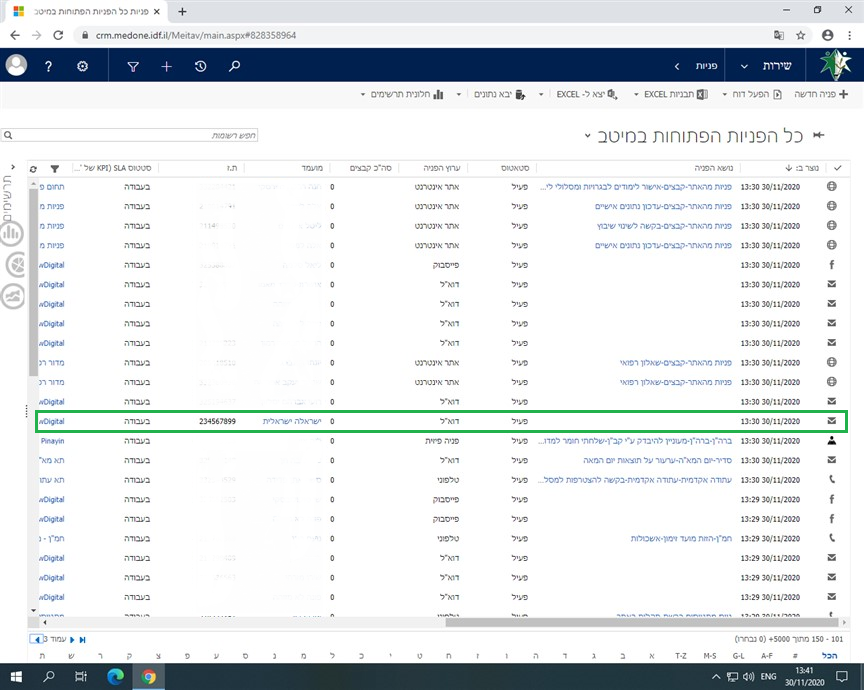 פניות כל הפניות הפתוחות במיטב
crm.medone.idf.il/Meitav/main.aspx#828358964
שירות
פניות
פניה חדשה
הפעל דוח
תבניות EXCEL
יצא ל- EXCEL
יבא נתונים
חלונית תרשימים
כל הפניות הפתוחות במיטב
חפש רשומות
תרשימים
נוצר ב: נושא הפניה סטאטוס ערוץ הפניה סה"כ קבצים מועמד ת.ז סטטוס SLA (KPI של '...
30/11/2020 13:30 פניות מהאתר-קבצים-אישור לימודים לבגרויות ומסלולי לי... פעיל אתר אינטרנט 0 בעבודה תחום פ
30/11/2020 13:30 פניות מהאתר-קבצים-עדכון נתונים אישיים פעיל אתר אינטרנט 0 בעבודה פניות מ
30/11/2020 13:30 פניות מהאתר-קבצים-בקשה לשינוי שיבוץ פעיל אתר אינטרנט 0 בעבודה פניות מ
30/11/2020 13:30 פניות מהאתר-קבצים-עדכון נתונים אישיים פעיל אתר אינטרנט 0 בעבודה פניות מ
30/11/2020 13:30 פעיל פייסבוק 0 בעבודה wDigital
30/11/2020 13:30 פעיל דוא"ל 0 בעבודה wDigital
30/11/2020 13:30 פעיל דוא"ל 0 בעבודה wDigital
30/11/2020 13:30 פעיל דוא"ל 0 בעבודה wDigital
30/11/2020 13:30 פעיל דוא"ל 0 בעבודה wDigital
30/11/2020 13:30 פניות מהאתר-קבצים-שאלון רפואי פעיל אתר אינטרנט 0 בעבודה מדור רפ
30/11/2020 13:30 פניות מהאתר-קבצים-שאלון רפואי פעיל אתר אינטרנט 0 בעבודה מדור רפ
30/11/2020 13:30 פעיל דוא"ל 0 בעבודה wDigital
30/11/2020 13:30 פעיל דוא"ל 0 ישראלה ישראלית 234567899 בעבודה wDigital
30/11/2020 13:30 ברה"ן-ברה"ן-מעוניין להיבדק ע"י קב"ן-שלחתי חומר למדו... פעיל פניה פיזית 0 בעבודה Pinayin
30/11/2020 13:30 סדיר-יום המא"ה-ערעור על תוצאות יום המאה פעיל דוא"ל 0 בעבודה תא מא"
30/11/2020 13:30 עתודה אקדמית-עתודה אקדמית-בקשה להצטרפות למסל... פעיל טלפוני 0 בעבודה תא עתו
30/11/2020 13:29 פעיל פייסבוק 0 בעבודה wDigital
30/11/2020 13:29 פעיל פייסבוק 0 בעבודה wDigital
30/11/2020 13:29 חמ"ן-הזזת מועד זימון-אשכולות פעיל טלפוני 0 בעבודה חמ"ן - מ
30/11/2020 13:29 פעיל דוא"ל 0 בעבודה wDigital
30/11/2020 13:29 פעיל דוא"ל 0 בעבודה wDigital
30/11/2020 13:29 פעיל דוא"ל 0 בעבודה wDigital
101 - 150 מתוך 5000+ (0 נבחרו)
עמוד 3
הכל # A-F G-L M-S T-Z א ב ג ד ה ו ז ח ט י כ ל מ נ ס ע פ צ ק ר ש ת
ENG
13:41
30/11/2020